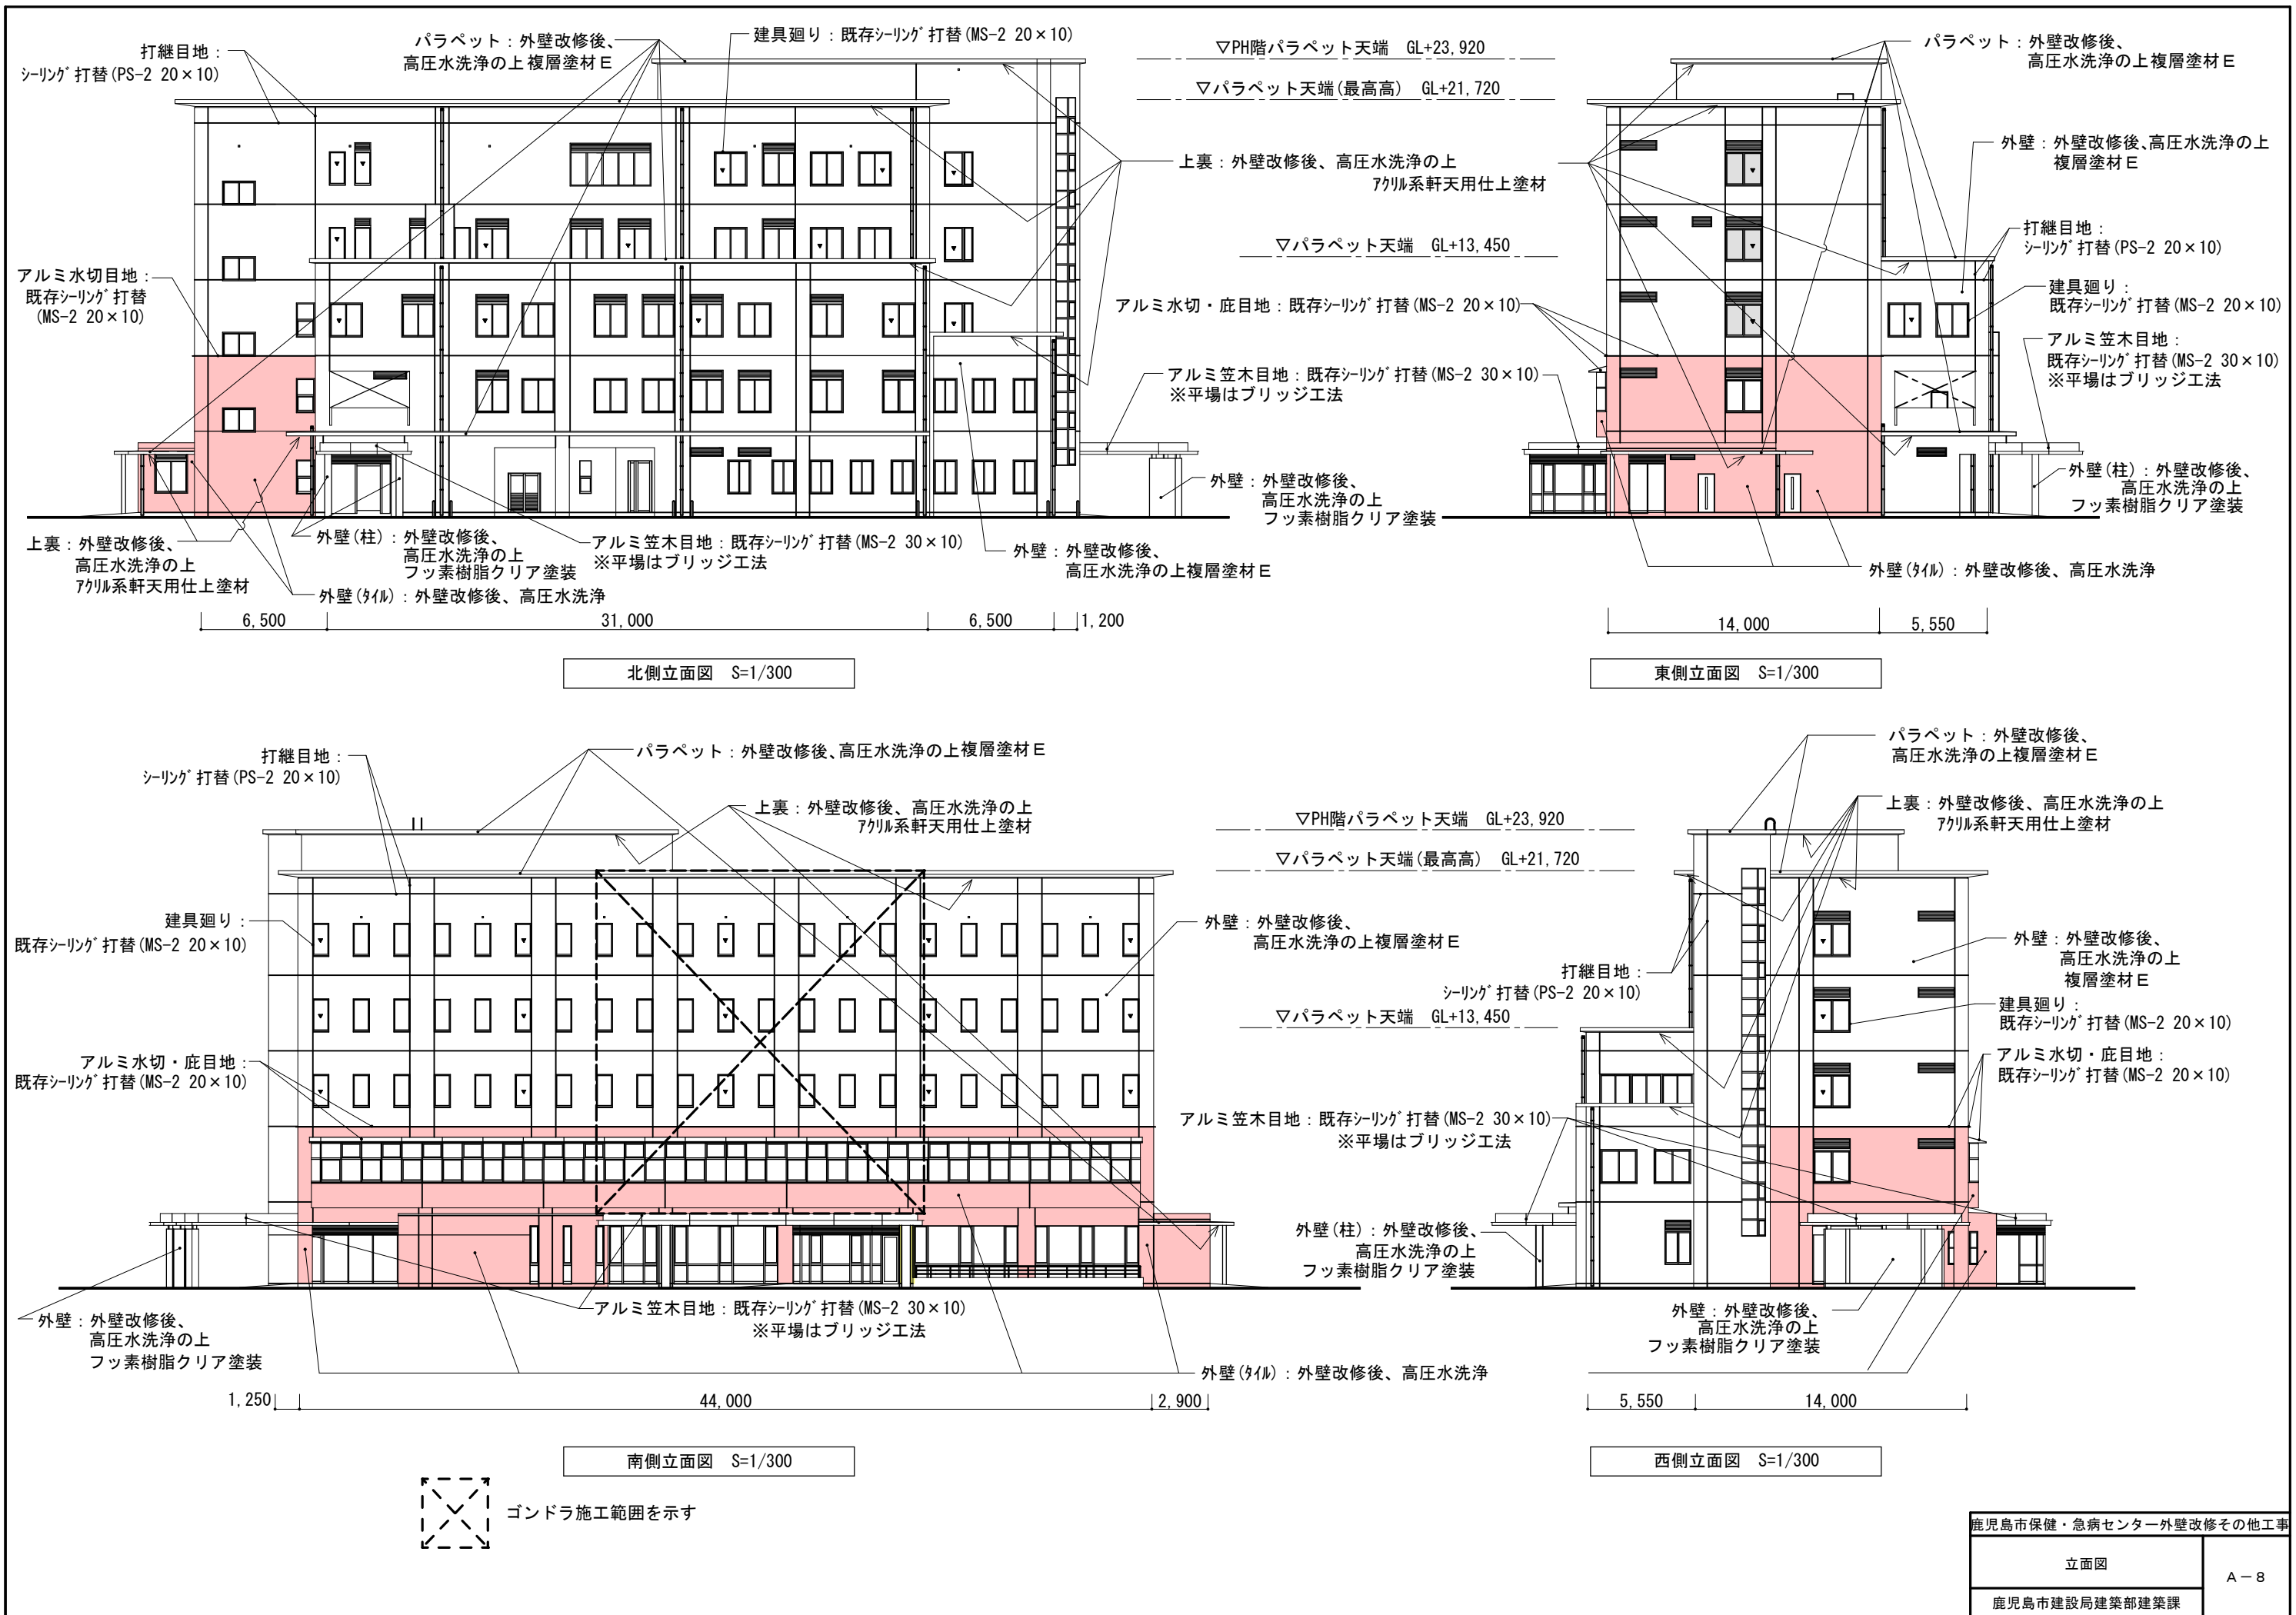 打継目地：
シーリング打替(PS-2 20×10)
パラペット：外壁改修後、
高圧水洗浄の上複層塗材E
建具廻り：既存シーリング打替(MS-2 20×10)
▽PH階パラペット天端　GL+23,920
▽パラペット天端(最高高)　GL+21,720
パラペット：外壁改修後、
高圧水洗浄の上複層塗材E
上裏：外壁改修後、高圧水洗浄の上
アクリル系軒天用仕上塗材
外壁：外壁改修後、高圧水洗浄の上
複層塗材E
▽パラペット天端　GL+13,450
打継目地：
シーリング打替(PS-2 20×10)
アルミ水切目地：
既存シーリング打替
(MS-2 20×10)
アルミ水切・庇目地：既存シーリング打替(MS-2 20×10)
建具廻り：
既存シーリング打替(MS-2 20×10)
アルミ笠木目地：既存シーリング打替(MS-2 30×10)
※平場はブリッジ工法
アルミ笠木目地：
既存シーリング打替(MS-2 30×10)
※平場はブリッジ工法
外壁：外壁改修後、
高圧水洗浄の上
フッ素樹脂クリア塗装
外壁(柱)：外壁改修後、
高圧水洗浄の上
フッ素樹脂クリア塗装
上裏：外壁改修後、
高圧水洗浄の上
アクリル系軒天用仕上塗材
外壁(柱)：外壁改修後、
高圧水洗浄の上
フッ素樹脂クリア塗装
アルミ笠木目地：既存シーリング打替(MS-2 30×10)
※平場はブリッジ工法
外壁：外壁改修後、
高圧水洗浄の上複層塗材E
外壁(タイル)：外壁改修後、高圧水洗浄
外壁(タイル)：外壁改修後、高圧水洗浄
6,500
31,000
6,500
1,200
14,000
5,550
北側立面図　S=1/300
東側立面図　S=1/300
打継目地：
シーリング打替(PS-2 20×10)
パラペット：外壁改修後、高圧水洗浄の上複層塗材E
上裏：外壁改修後、高圧水洗浄の上
アクリル系軒天用仕上塗材
▽PH階パラペット天端　GL+23,920
▽パラペット天端(最高高)　GL+21,720
パラペット：外壁改修後、
高圧水洗浄の上複層塗材E
上裏：外壁改修後、高圧水洗浄の上
アクリル系軒天用仕上塗材
建具廻り：
既存シーリング打替(MS-2 20×10)
外壁：外壁改修後、
高圧水洗浄の上複層塗材E
外壁：外壁改修後、
高圧水洗浄の上
複層塗材E
打継目地：
シーリング打替(PS-2 20×10)
▽パラペット天端　GL+13,450
建具廻り：
既存シーリング打替(MS-2 20×10)
アルミ水切・庇目地：
既存シーリング打替(MS-2 20×10)
アルミ水切・庇目地：
既存シーリング打替(MS-2 20×10)
アルミ笠木目地：既存シーリング打替(MS-2 30×10)
※平場はブリッジ工法
外壁(柱)：外壁改修後、
高圧水洗浄の上
フッ素樹脂クリア塗装
外壁：外壁改修後、
高圧水洗浄の上
フッ素樹脂クリア塗装
アルミ笠木目地：既存シーリング打替(MS-2 30×10)
※平場はブリッジ工法
外壁：外壁改修後、
高圧水洗浄の上
フッ素樹脂クリア塗装
外壁(タイル)：外壁改修後、高圧水洗浄
1,250
44,000
2,900
5,550
14,000
南側立面図　S=1/300
西側立面図　S=1/300
ゴンドラ施工範囲を示す
鹿児島市保健・急病センター外壁改修その他工事
立面図
A－8
鹿児島市建設局建築部建築課